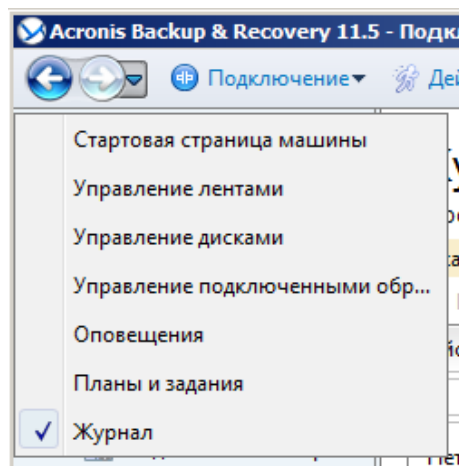 Acronis Backup & Recovery 11.5 - Подк
Подключение
Дей
Стартовая страница машины
Управление лентами
Управление дисками
Управление подключенными обр...
Оповещения
Планы и задания
Журнал